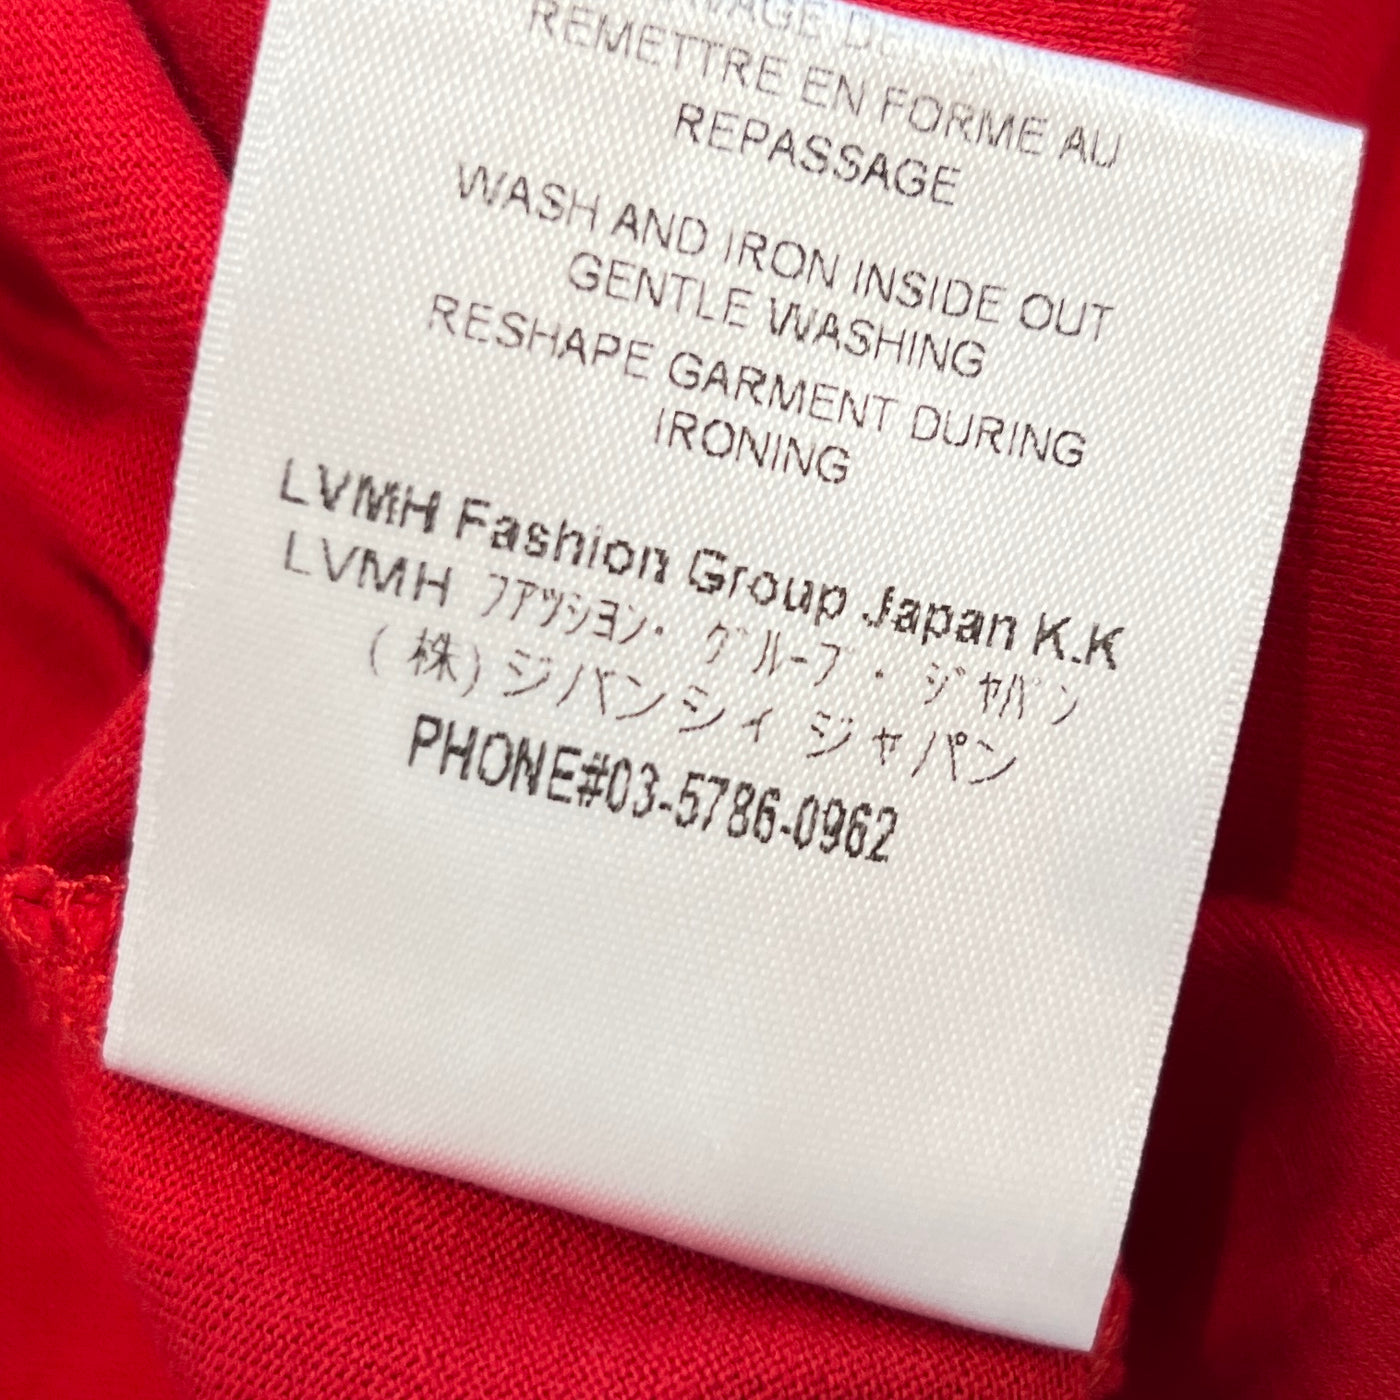 REMETTRE EN FORME AU
REPASSAGE
WASH AND IRON INSIDE OUT
GENTLE WASHING
RESHAPE GARMENT DURING
IRONING
LVMH Fashion Group Japan K.K
LVMH ファツション・グループ・ジャパン
(株)ジバンシィ ジャパン
PHONE#03-5786-0962